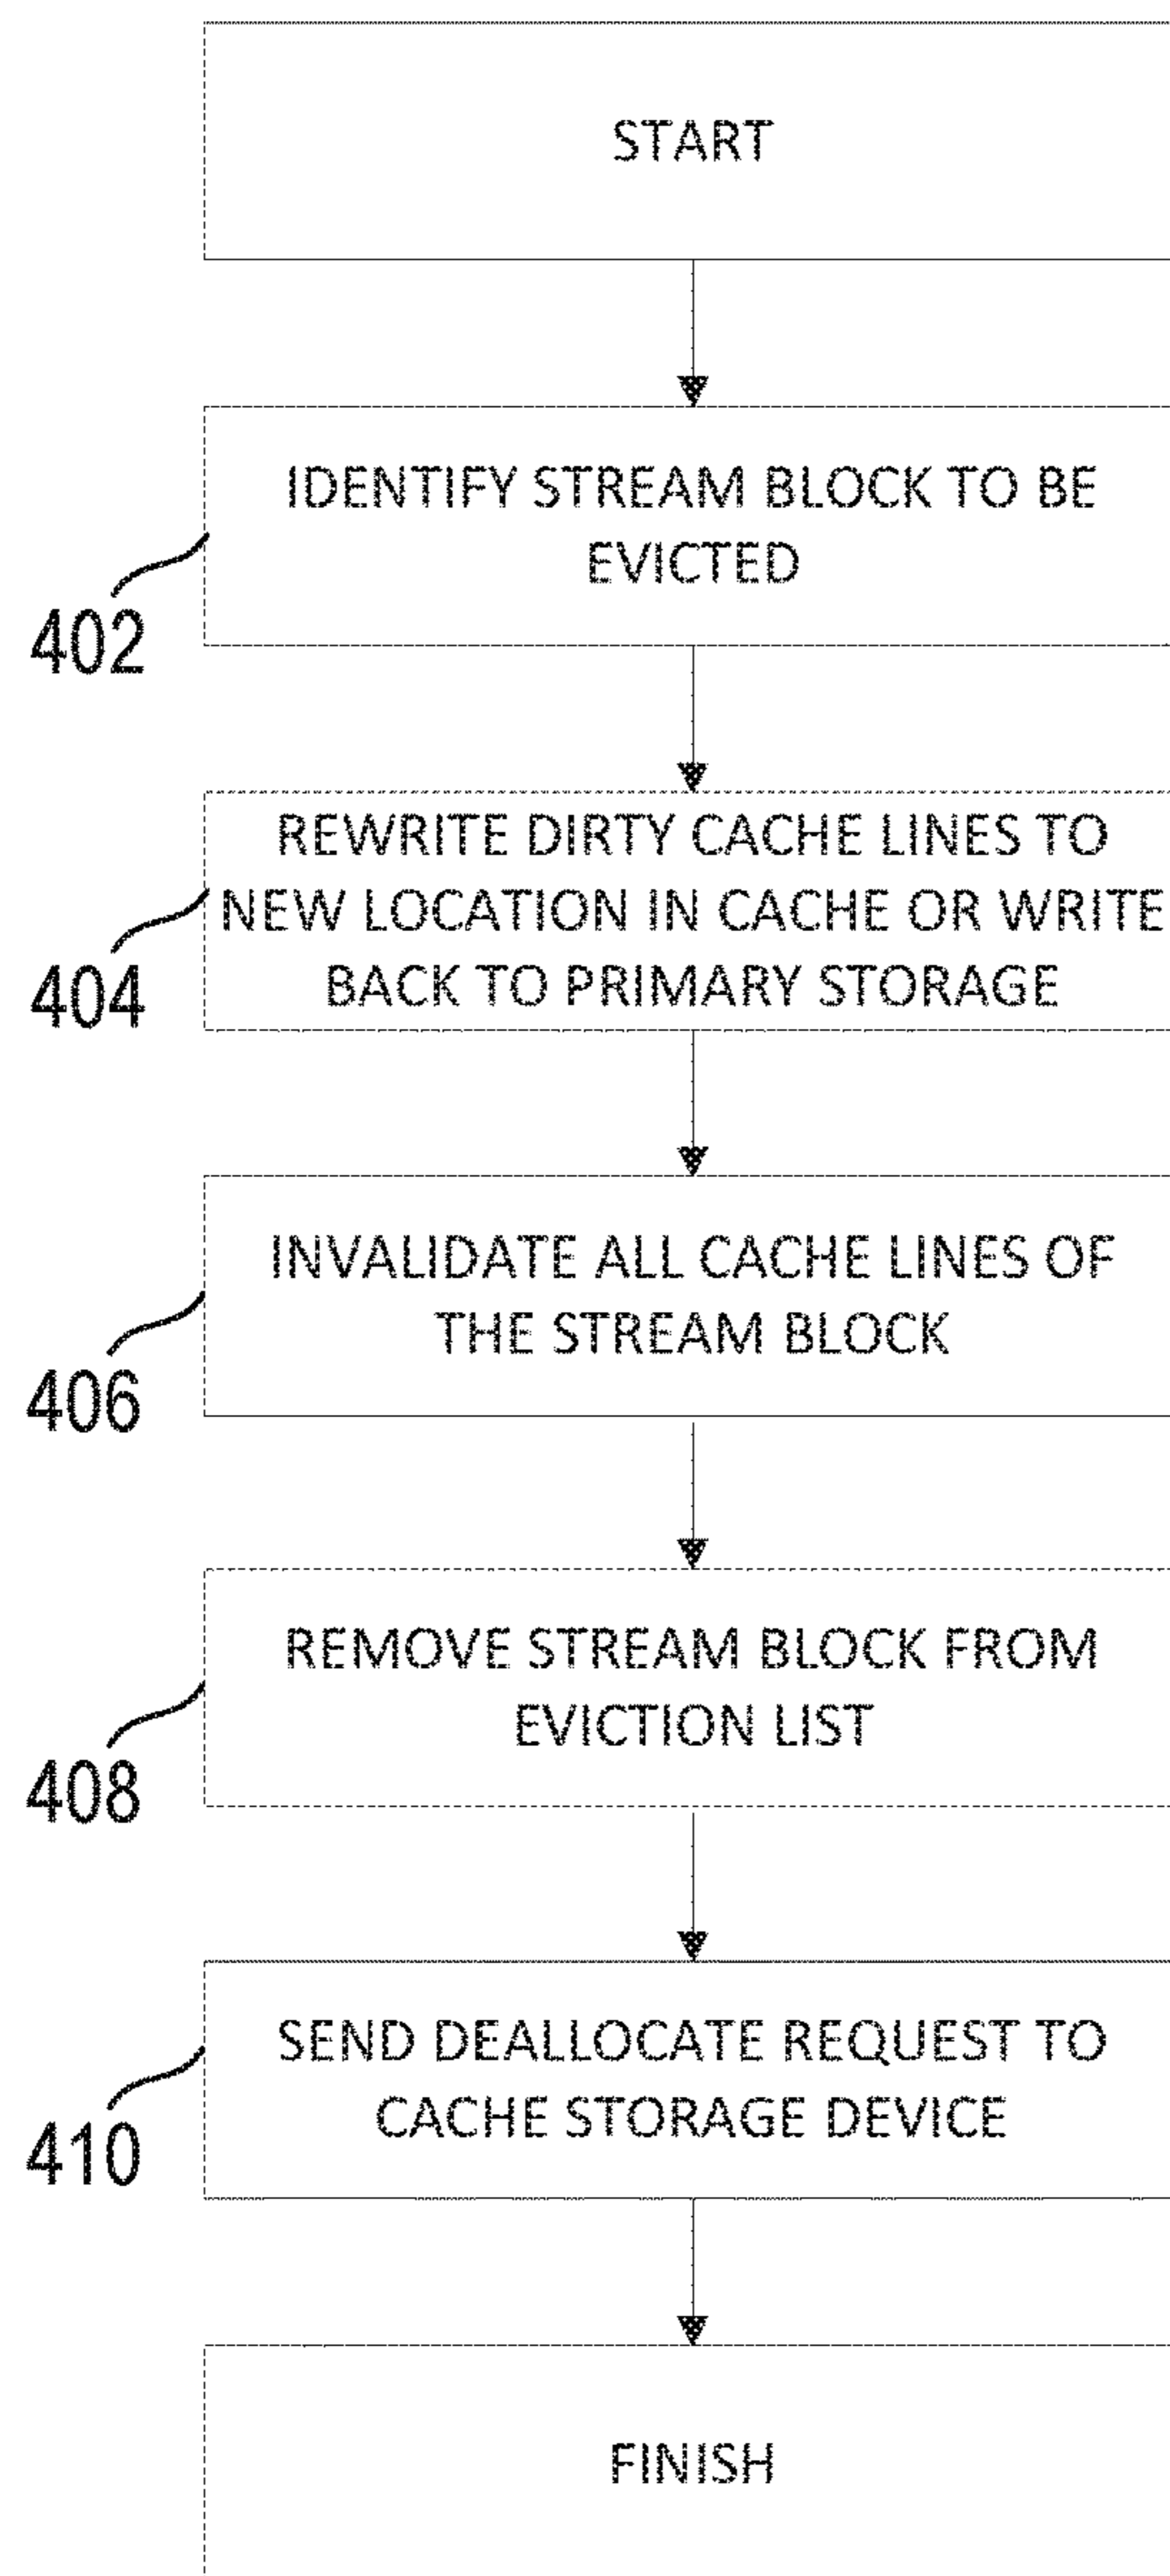 START
IDENTIFY STREAM BLOCK TO BE
EVICTED
402
REWRITE DIRTY CACHE LINES TO
NEW LOCATION IN CACHE OR WRITE
BACK TO PRIMARY STORAGE
404
INVALIDATE ALL CACHE LINES OF
THE STREAM BLOCK
406
REMOVE STREAM BLOCK FROM
EVICTION LIST
408
SEND DEALLOCATE REQUEST TO
CACHE STORAGE DEVICE
410
FINISH